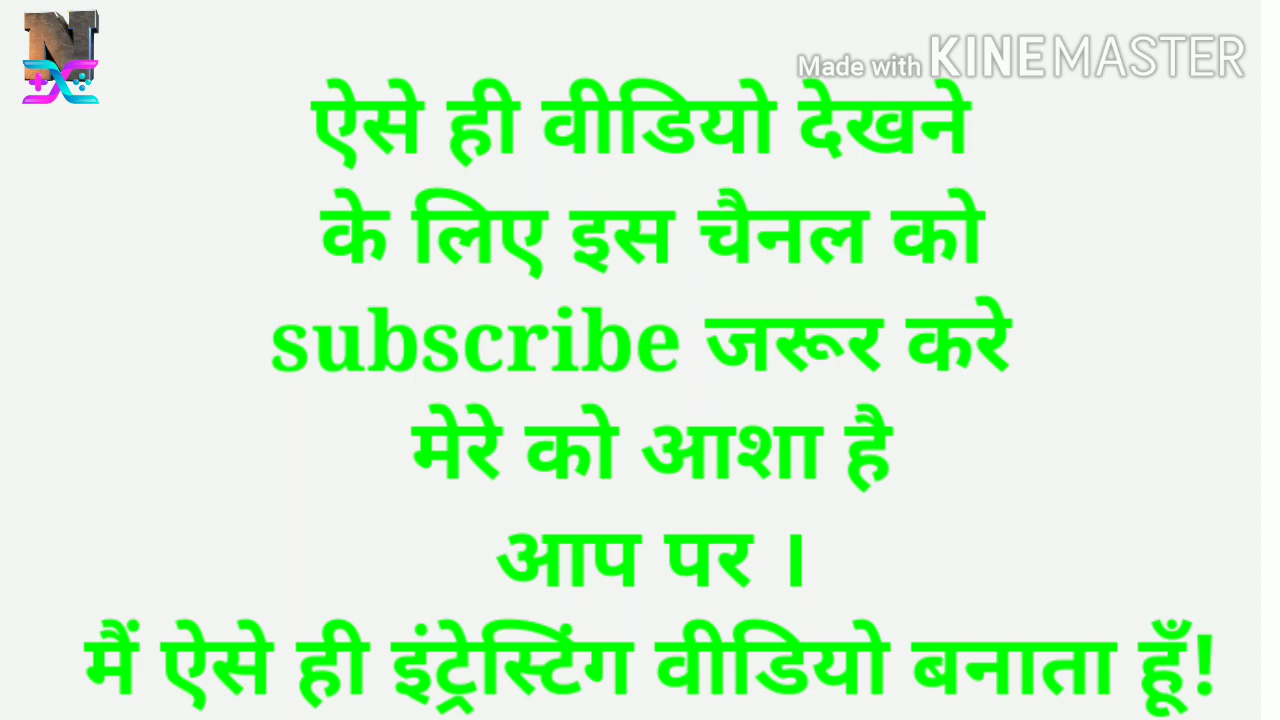 Made with KINEMASTER
ऐसे ही वीडियो देखने
के लिए इस चैनल को
subscribe जरूर करे
मेरे को आशा है
आप पर ।
मैं ऐसे ही इंट्रेस्टिंग वीडियो बनाता हूँ!